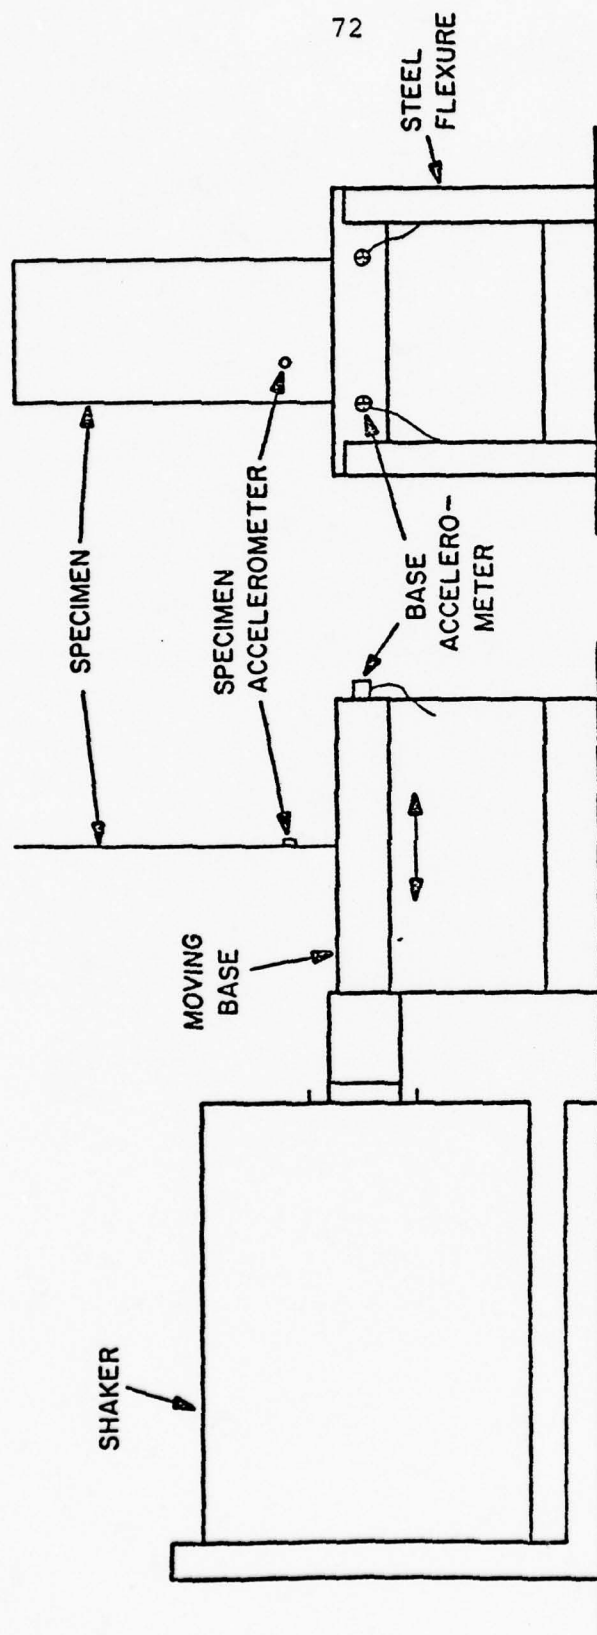 72
STEEL
FLEXURE
SPECIMEN
SPECIMEN
ACCELEROMETER
BASE
ACCELERO-
METER
MOVING
BASE
SHAKER